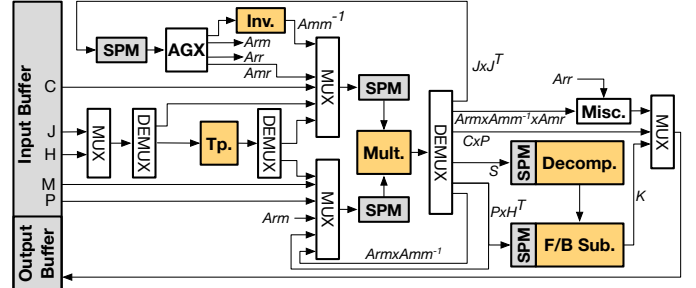 Input Buffer
Output Buffer
C
J
H
M
P
SPM
AGX
Inv.
Amm⁻¹
Arm
Arr
Amr
MUX
DEMUX
Tp.
DEMUX
MUX
SPM
Mult.
SPM
MUX
Arm
ArmxAmm⁻¹
DEMUX
JxJᵀ
ArmxAmm⁻¹xAmr
CxP
S
PxHᵀ
Arr
Misc.
SPM
Decomp.
SPM
F/B Sub.
K
MUX